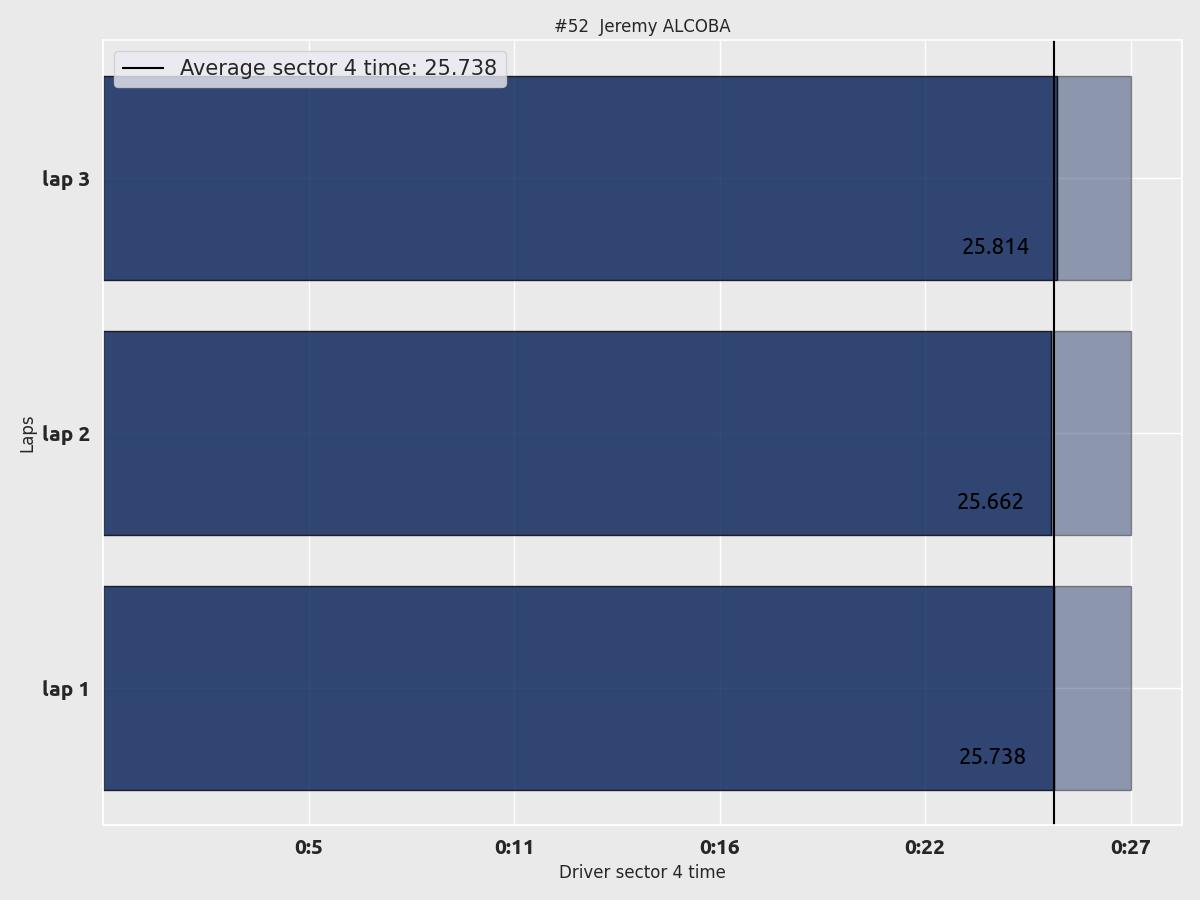 #52  Jeremy ALCOBA
Average sector 4 time: 25.738
lap 3
25.814
Laps
lap 2
25.662
lap 1
25.738
0:5 0:11 0:16 0:22 0:27
Driver sector 4 time